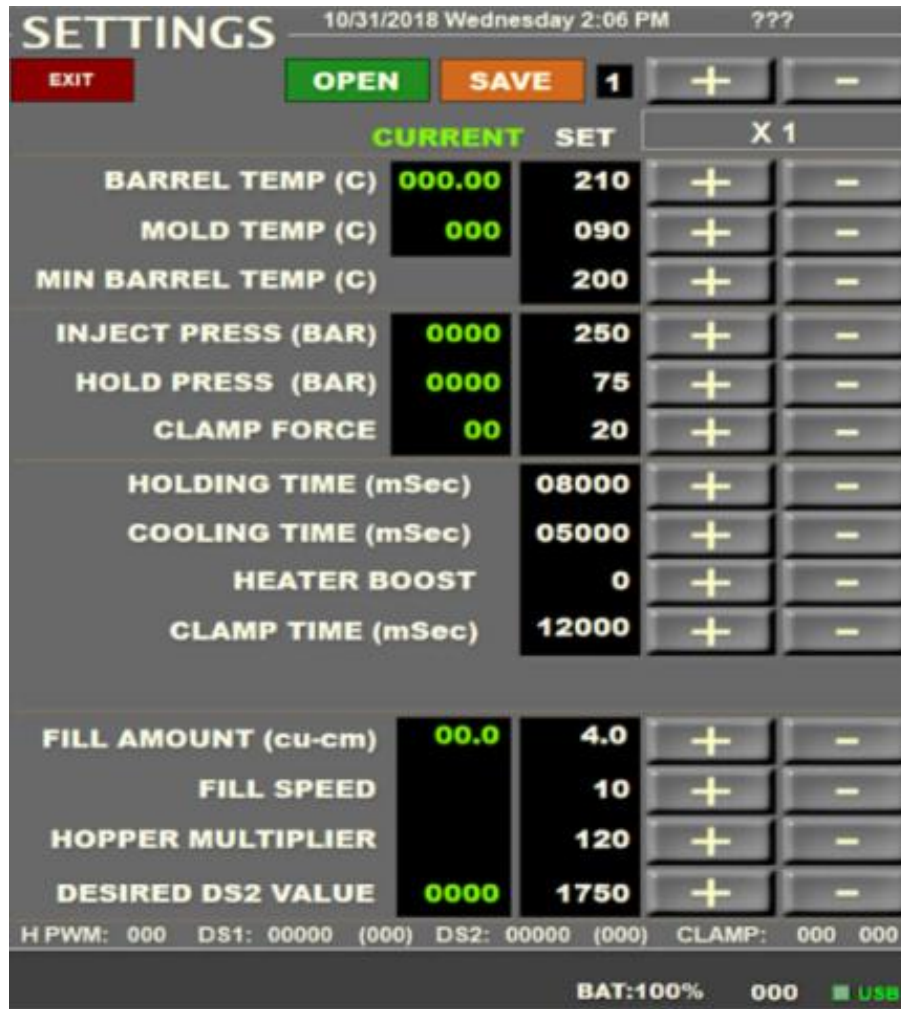 SETTINGS 10/31/2018 Wednesday 2:06 PM ???
EXIT OPEN SAVE 1 + -
CURRENT SET X 1
BARREL TEMP (C) 000.00 210 + -
MOLD TEMP (C) 000 090 + -
MIN BARREL TEMP (C) 200 + -
INJECT PRESS (BAR) 0000 250 + -
HOLD PRESS (BAR) 0000 75 + -
CLAMP FORCE 00 20 + -
HOLDING TIME (mSec) 08000 + -
COOLING TIME (mSec) 05000 + -
HEATER BOOST 0 + -
CLAMP TIME (mSec) 12000 + -
FILL AMOUNT (cu-cm) 00.0 4.0 + -
FILL SPEED 10 + -
HOPPER MULTIPLIER 120 + -
DESIRED DS2 VALUE 0000 1750 + -
H PWM: 000 DS1: 00000 (000) DS2: 00000 (000) CLAMP: 000 000
BAT:100% 000 USB